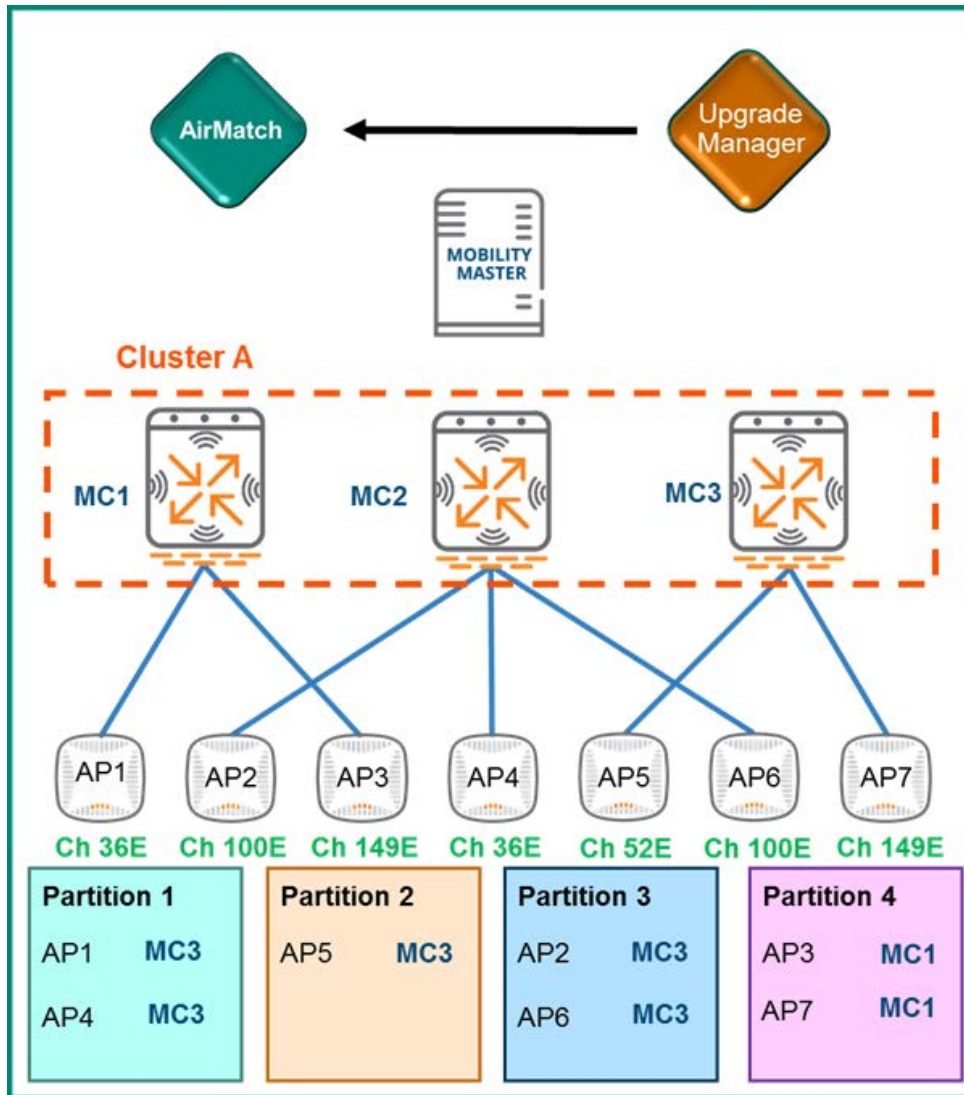 AirMatch
Upgrade
Manager
MOBILITY
MASTER
Cluster A
MC1
MC2
MC3
AP1
AP2
AP3
AP4
AP5
AP6
AP7
Ch 36E
Ch 100E
Ch 149E
Ch 36E
Ch 52E
Ch 100E
Ch 149E
Partition 1
AP1 MC3
AP4 MC3
Partition 2
AP5 MC3
Partition 3
AP2 MC3
AP6 MC3
Partition 4
AP3 MC1
AP7 MC1